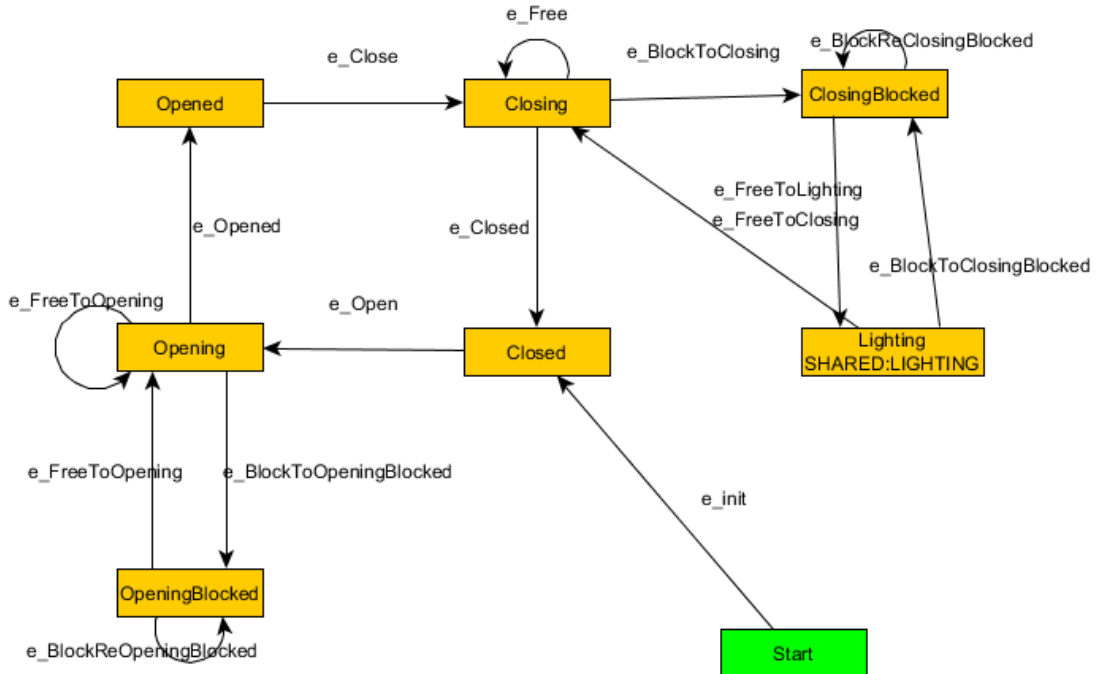 e_Free
e_Close
e_BlockToClosing
e_BlockReClosingBlocked
Opened
Closing
ClosingBlocked
e_FreeToLighting
e_FreeToClosing
e_Opened
e_Closed
e_BlockToClosingBlocked
e_FreeToOpening
e_Open
Opening
Closed
Lighting
SHARED:LIGHTING
e_FreeToOpening
e_BlockToOpeningBlocked
e_init
OpeningBlocked
e_BlockReOpeningBlocked
Start